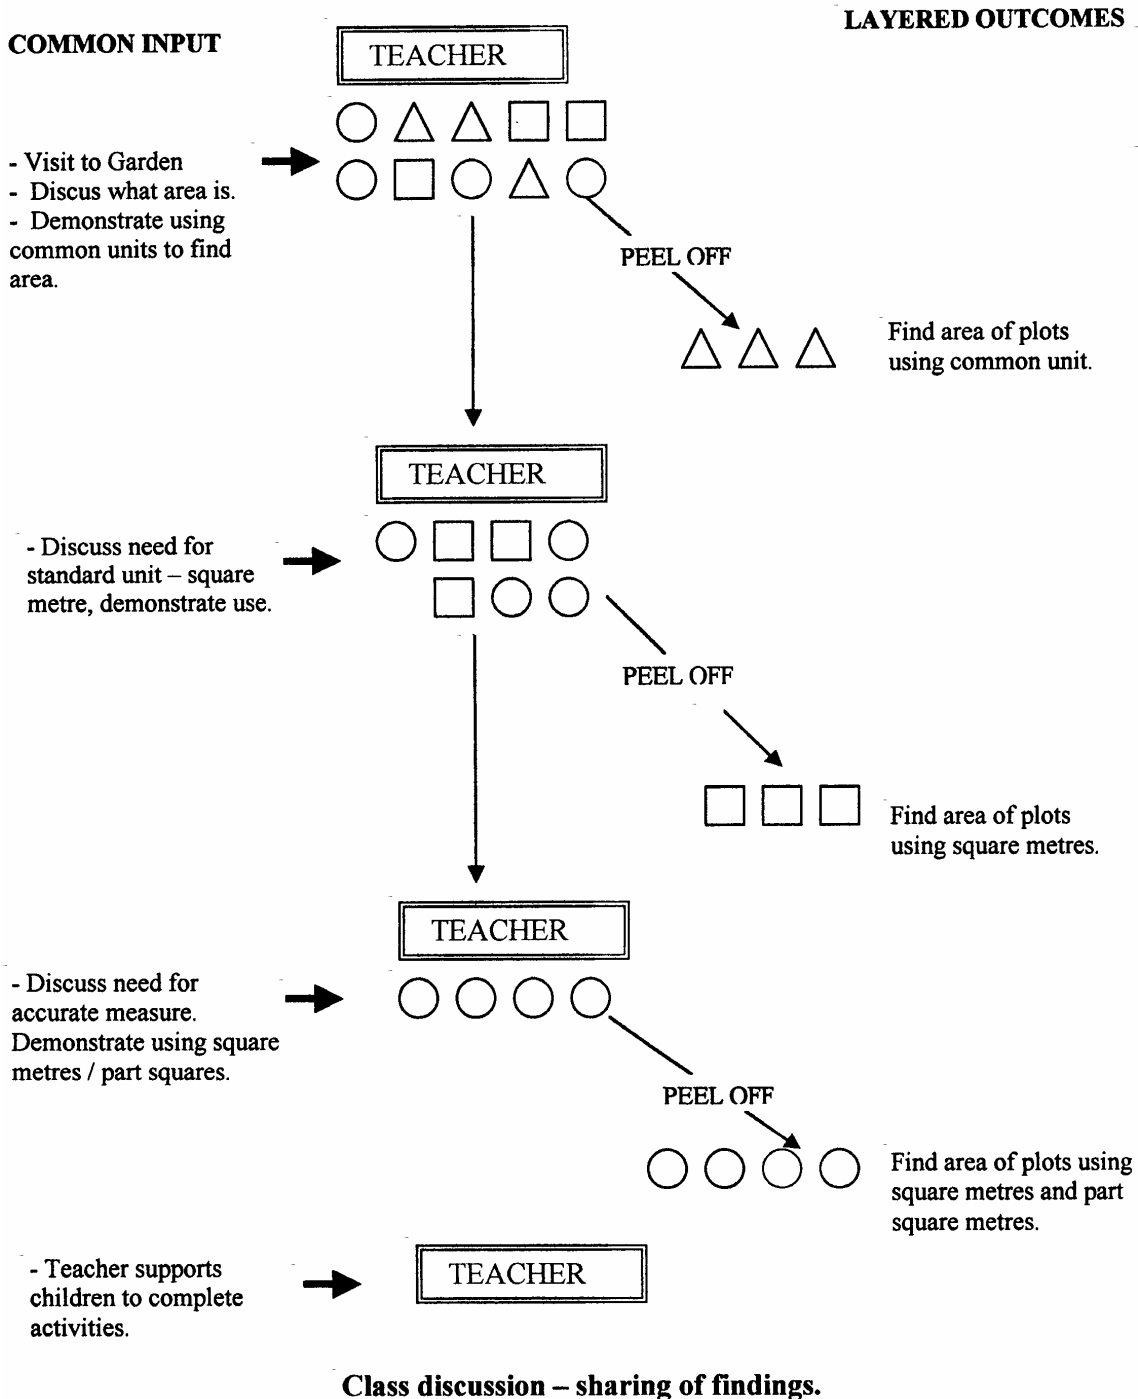 LAYERED OUTCOMES
COMMON INPUT
TEACHER
- Visit to Garden
- Discus what area is.
- Demonstrate using
common units to find
area.
PEEL OFF
Find area of plots
using common unit.
TEACHER
- Discuss need for
standard unit – square
metre, demonstrate use.
PEEL OFF
Find area of plots
using square metres.
TEACHER
- Discuss need for
accurate measure.
Demonstrate using square
metres / part squares.
PEEL OFF
Find area of plots using
square metres and part
square metres.
- Teacher supports
children to complete
activities.
TEACHER
Class discussion – sharing of findings.